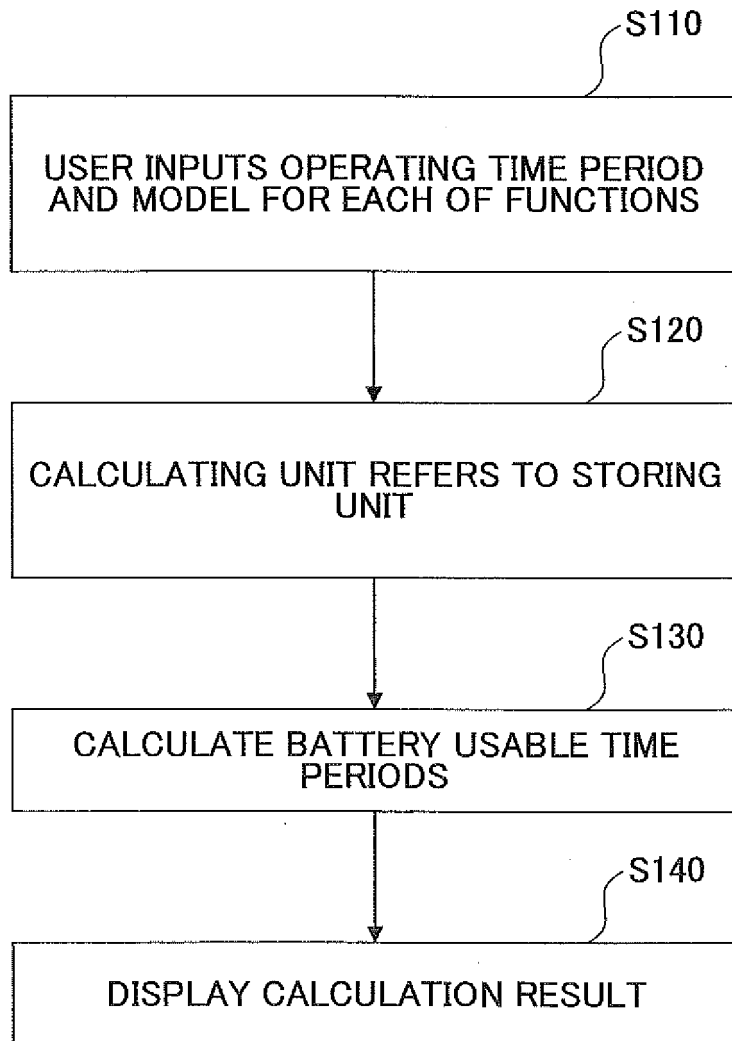 S110
USER INPUTS OPERATING TIME PERIOD
AND MODEL FOR EACH OF FUNCTIONS
S120
CALCULATING UNIT REFERS TO STORING
UNIT
S130
CALCULATE BATTERY USABLE TIME
PERIODS
S140
DISPLAY CALCULATION RESULT